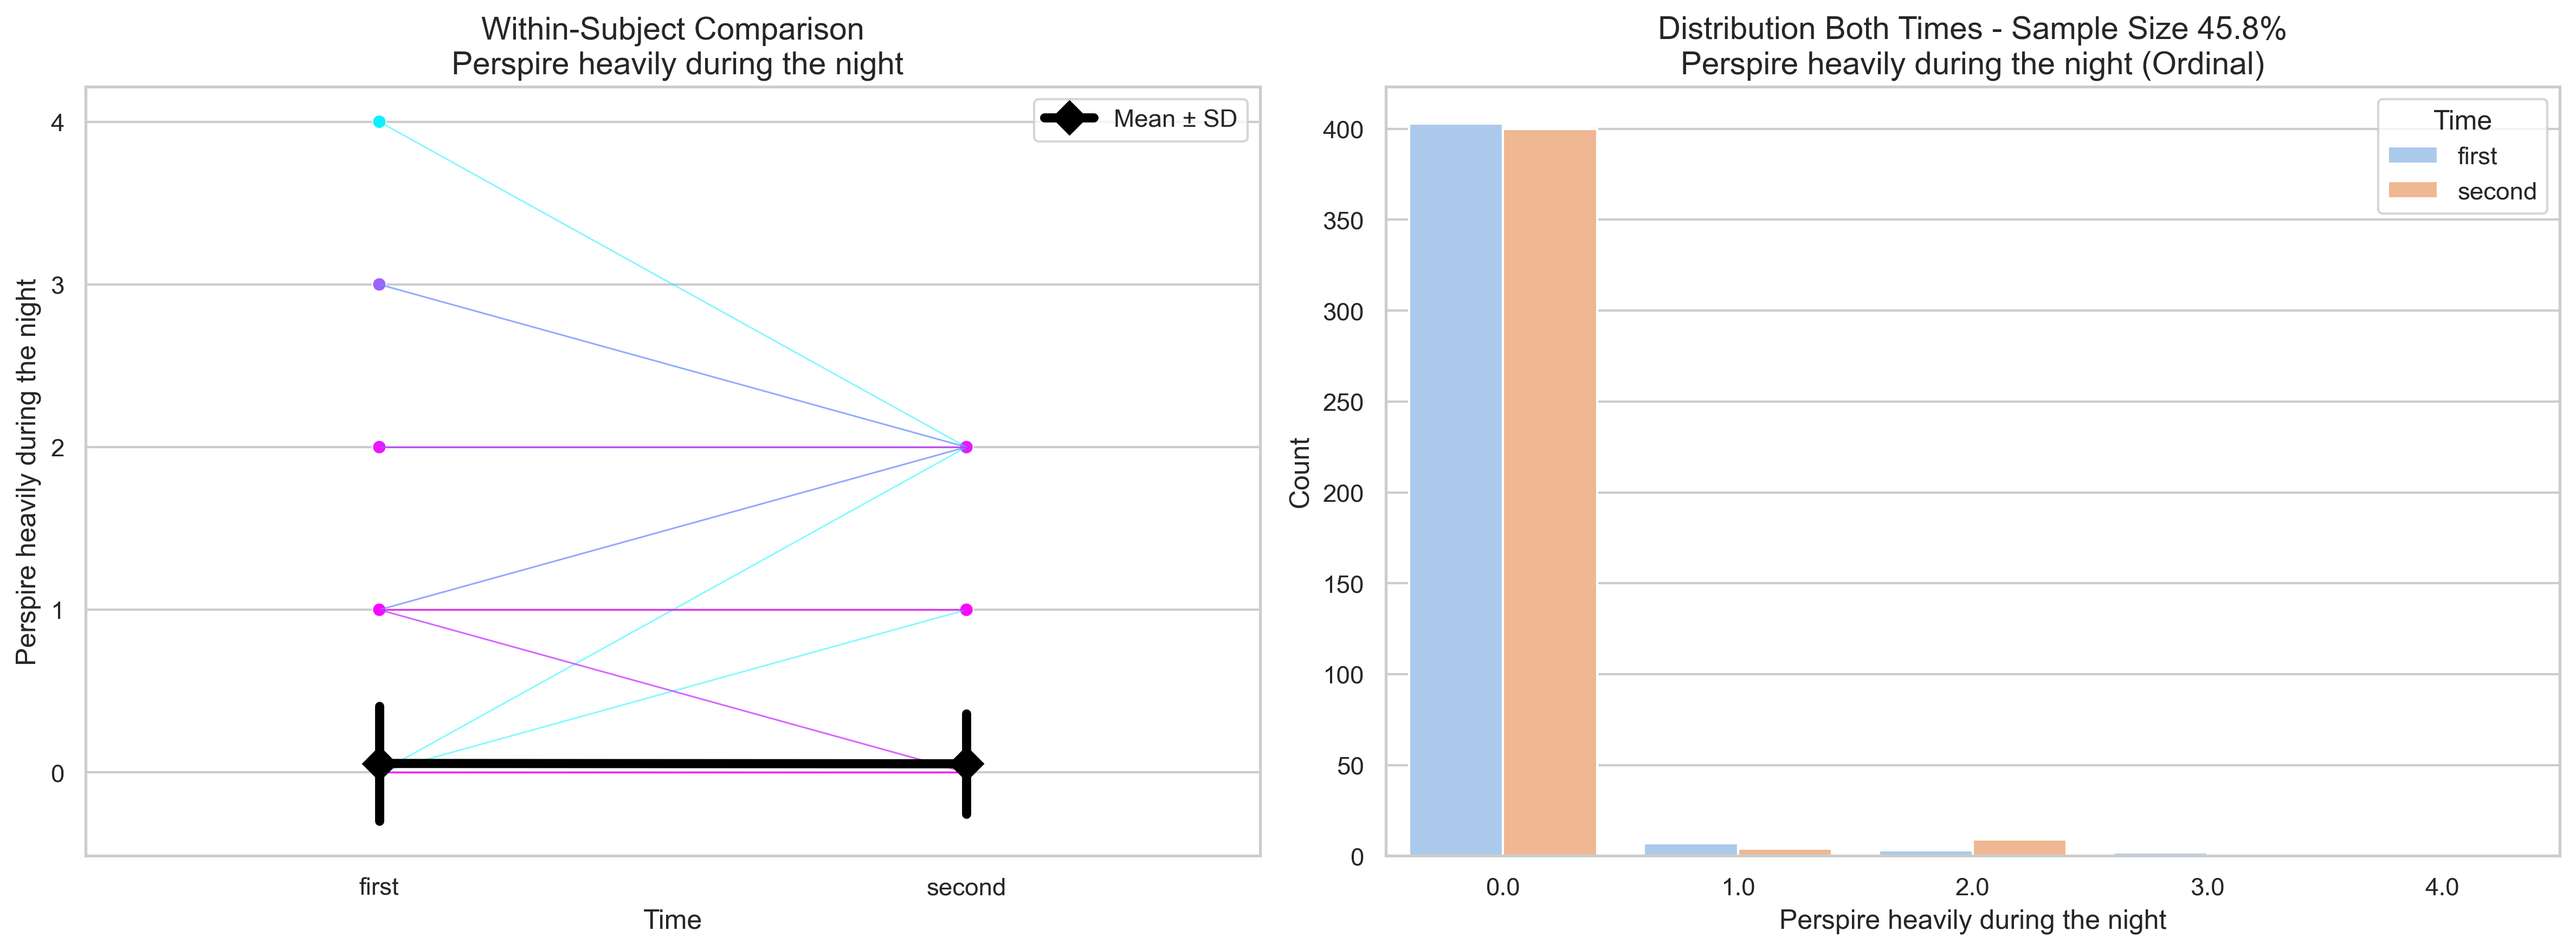 Within-Subject Comparison
Perspire heavily during the night
Perspire heavily during the night
4
3
2
1
0
Mean ± SD
first
second
Time
Distribution Both Times - Sample Size 45.8%
Perspire heavily during the night (Ordinal)
Count
400
350
300
250
200
150
100
50
0
Time
first
second
0.0
1.0
2.0
3.0
4.0
Perspire heavily during the night